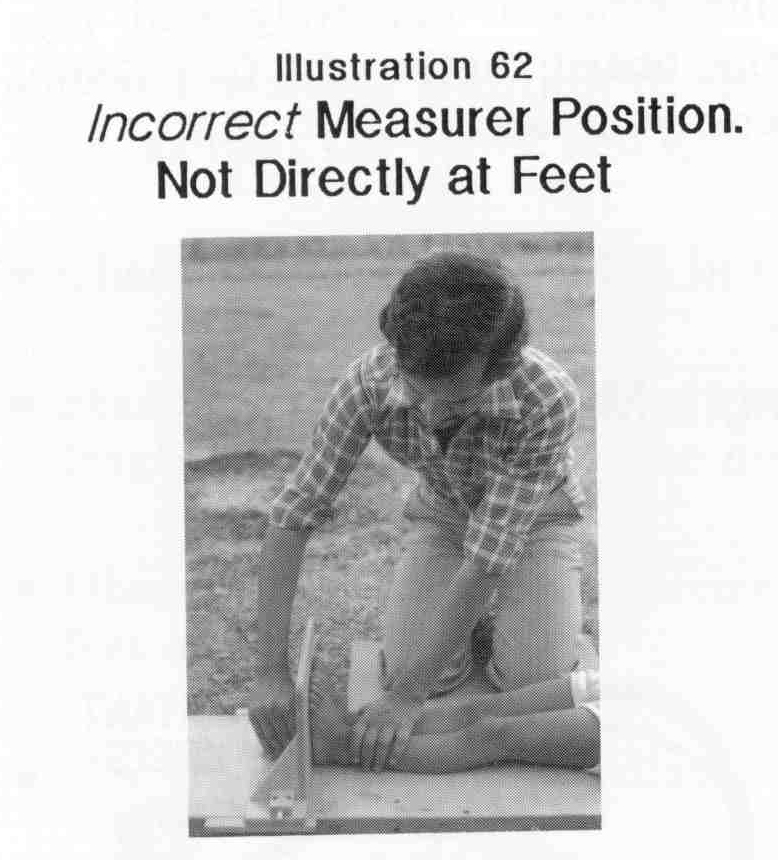 Illustration 62
Incorrect Measurer Position.
Not Directly at Feet